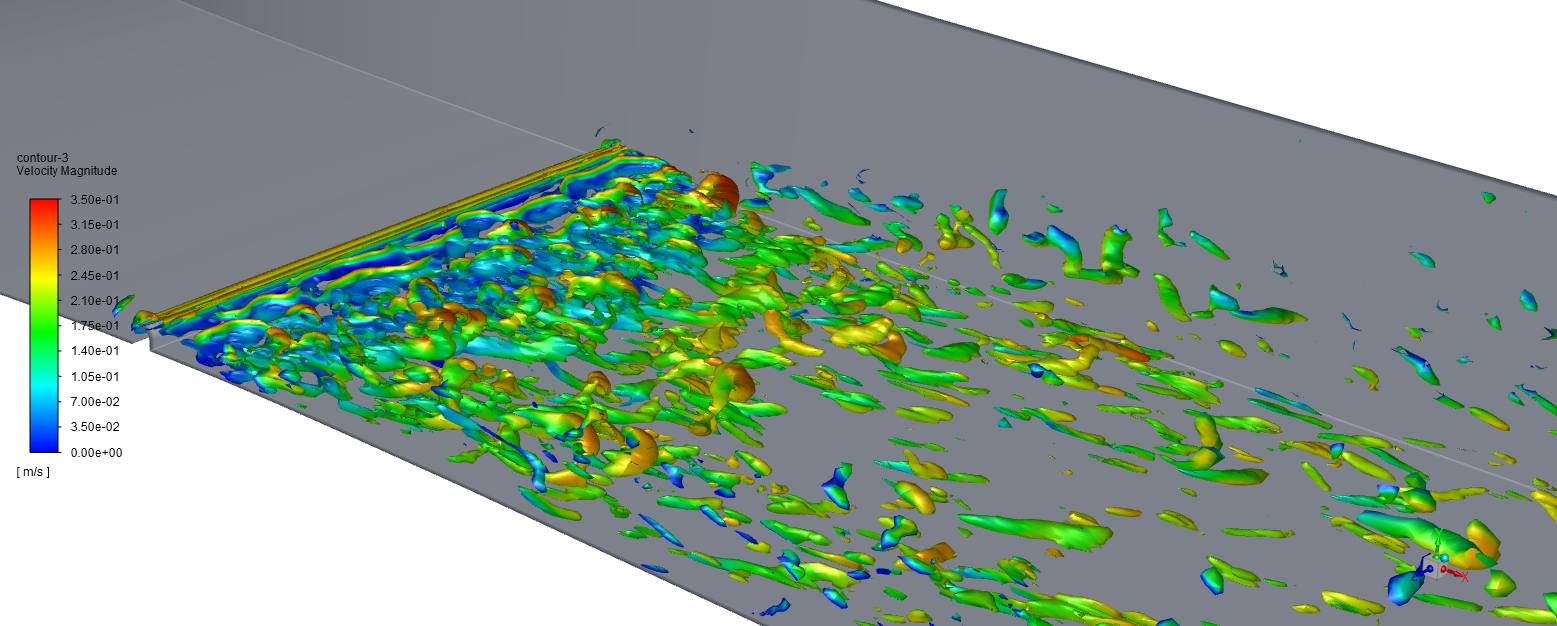 contour-3
Velocity Magnitude
3.50e-01
3.15e-01
2.80e-01
2.45e-01
2.10e-01
1.75e-01
1.40e-01
1.05e-01
7.00e-02
3.50e-02
0.00e+00
[ m/s ]
X